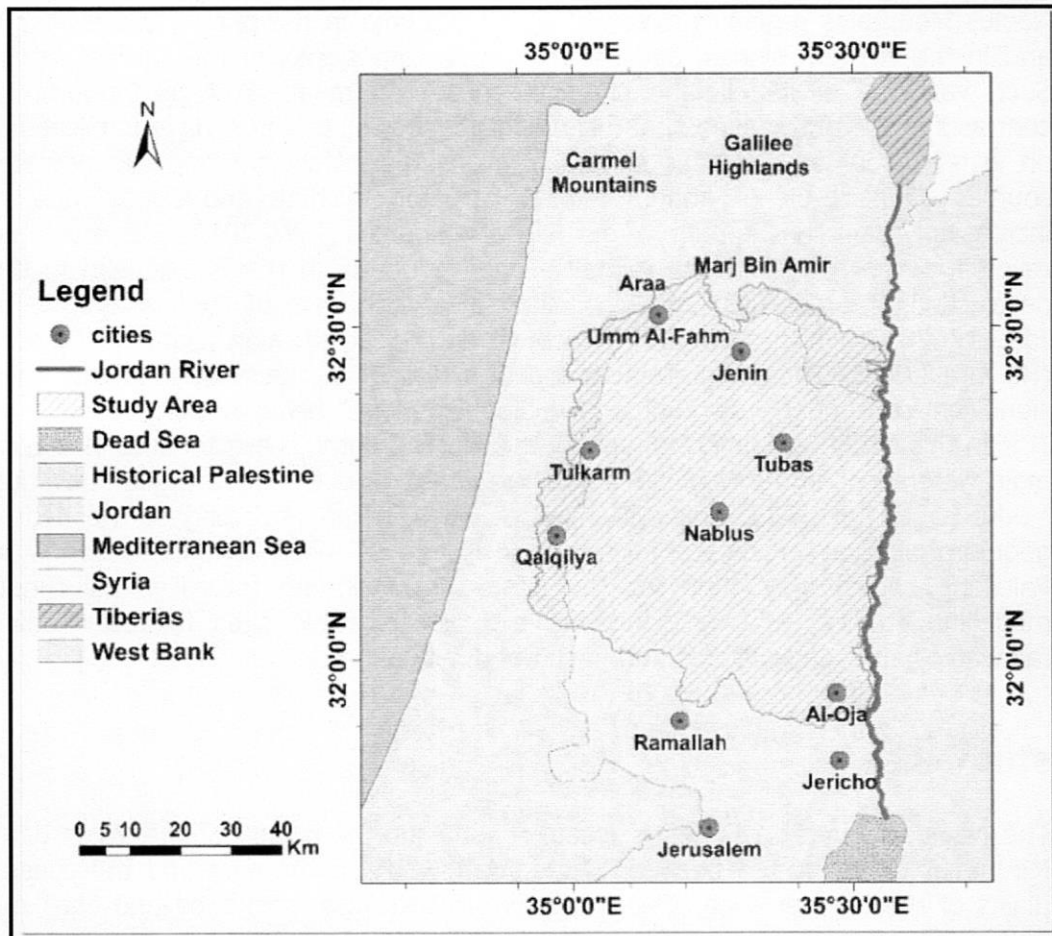 35°0'0"E 35°30'0"E
N
Carmel
Mountains
Galilee
Highlands
Marj Bin Amir
Araa
Umm Al-Fahm
Jenin
Tulkarm
Tubas
Nablus
Qalqilya
Al-Oja
Ramallah
Jericho
Jerusalem
32°30'0"N
32°0'0"N
32°30'0"N
32°0'0"N
Legend
cities
Jordan River
Study Area
Dead Sea
Historical Palestine
Jordan
Mediterranean Sea
Syria
Tiberias
West Bank
0 5 10 20 30 40
Km
35°0'0"E 35°30'0"E